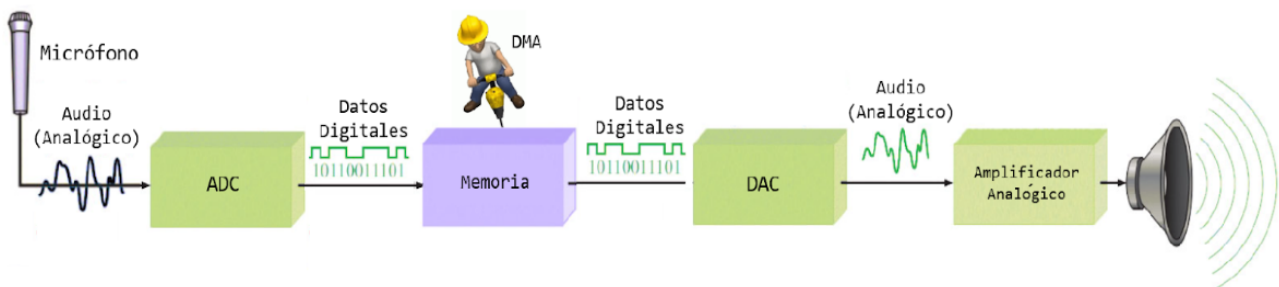 Micrófono
Audio
(Analógico)
ADC
Datos
Digitales
10110011101
DMA
Memoria
Datos
Digitales
10110011101
DAC
Audio
(Analógico)
Amplificador
Analógico